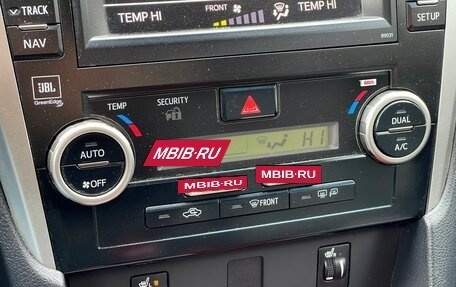 TRACK
NAV
TEMP HI
FRONT
TEMP HI
89031
SETUP
JBL
GreenEdge
TEMP
SECURITY
AUTO
OFF
HI
DUAL
A/C
MBIB-RU
MBIB-RU
MBIB-RU
FRONT